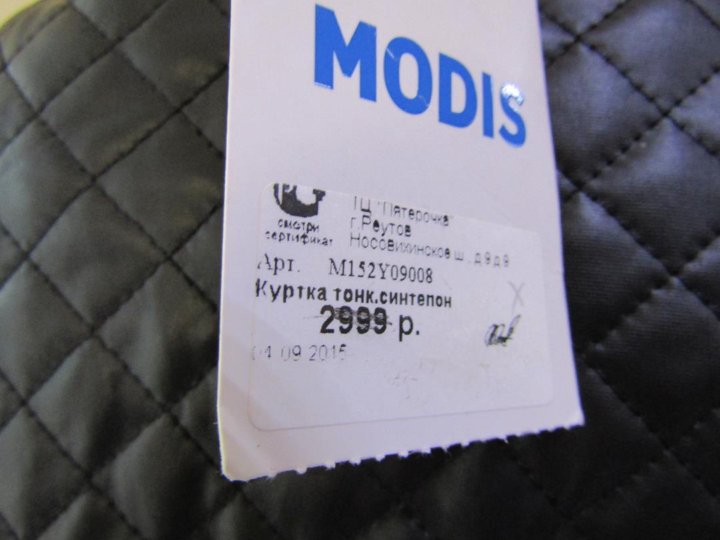 MODIS
ТЦ "Пятерочка"
г.Реутов
Носовихинское ш., д.9 д.9
смотри
сертификат
Арт. M152Y09008
Куртка тонк.синтепон
2999 р.
04.09.2015